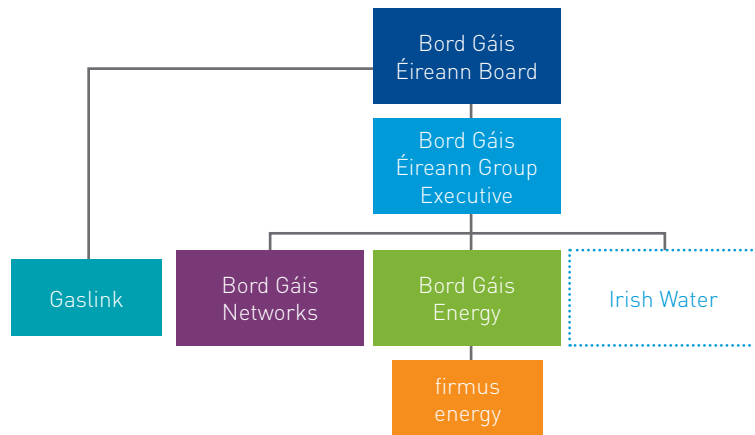 Bord Gáis
Éireann Board
Bord Gáis
Éireann Group
Executive
Gaslink
Bord Gáis
Networks
Bord Gáis
Energy
Irish Water
firmus
energy